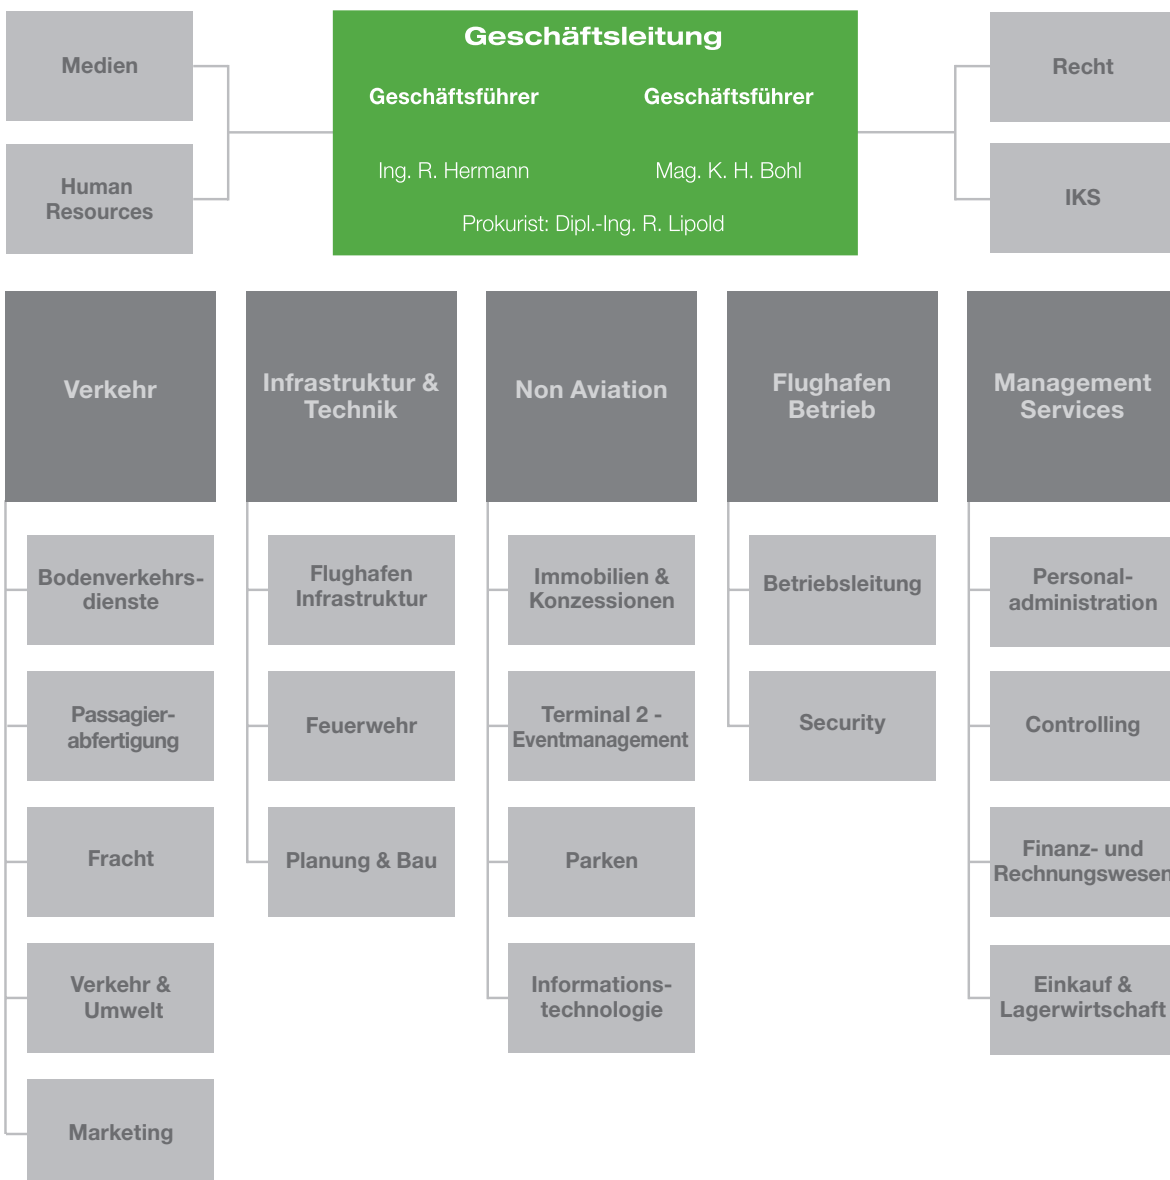 Medien
Human
Resources
Geschäftsleitung
Geschäftsführer
Geschäftsführer
Ing. R. Hermann
Mag. K. H. Bohl
Prokurist: Dipl.-Ing. R. Lipold
Recht
IKS
Verkehr
Bodenverkehrs-
dienste
Passagier-
abfertigung
Fracht
Verkehr &
Umwelt
Marketing
Infrastruktur &
Technik
Flughafen
Infrastruktur
Feuerwehr
Planung & Bau
Non Aviation
Immobilien &
Konzessionen
Terminal 2 -
Eventmanagement
Parken
Informations-
technologie
Flughafen
Betrieb
Betriebsleitung
Security
Management
Services
Personal-
administration
Controlling
Finanz- und
Rechnungswesen
Einkauf &
Lagerwirtschaft